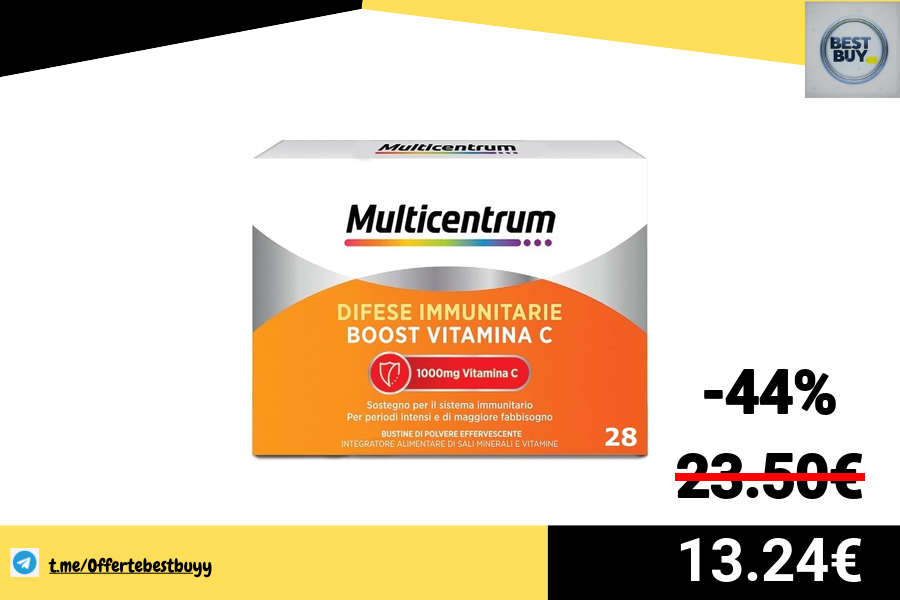 BEST
BUY
Multicentrum
Multicentrum
DIFESE IMMUNITARIE
BOOST VITAMINA C
1000mg Vitamina C
Sostegno per il sistema immunitario
Per periodi intensi e di maggiore fabbisogno
BUSTINE DI POLVERE EFFERVESCENTE
INTEGRATORE ALIMENTARE DI SALI MINERALI E VITAMINE
28
-44%
23.50€
13.24€
t.me/Offertebestbuyy